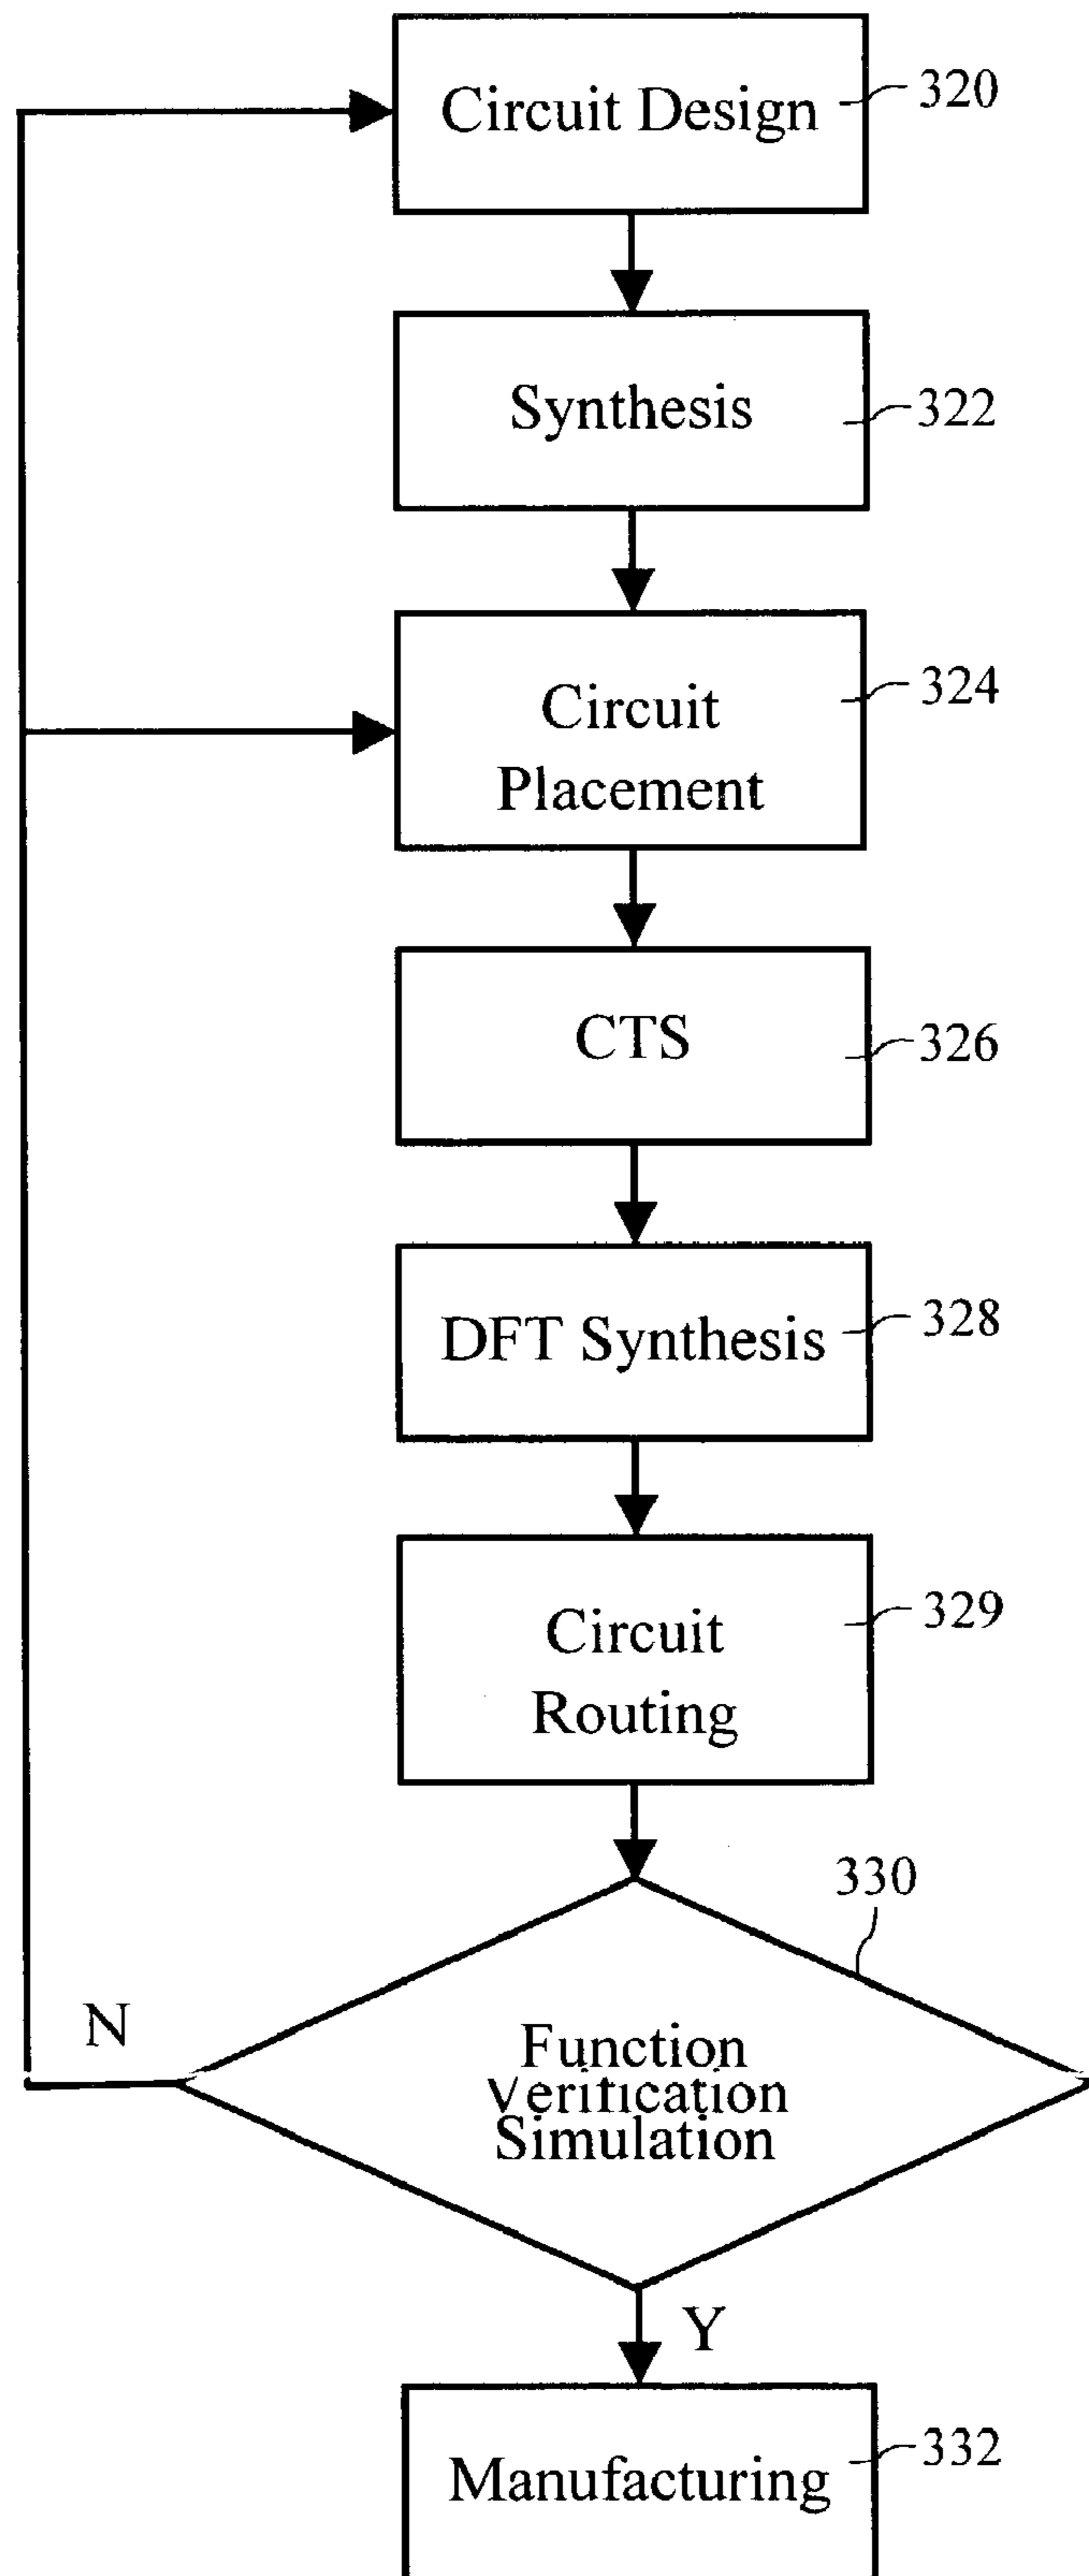 Circuit Design
320
Synthesis
322
Circuit
Placement
324
CTS
326
DFT Synthesis
328
Circuit
Routing
329
330
N
Function
Verification
Simulation
Y
Manufacturing
332